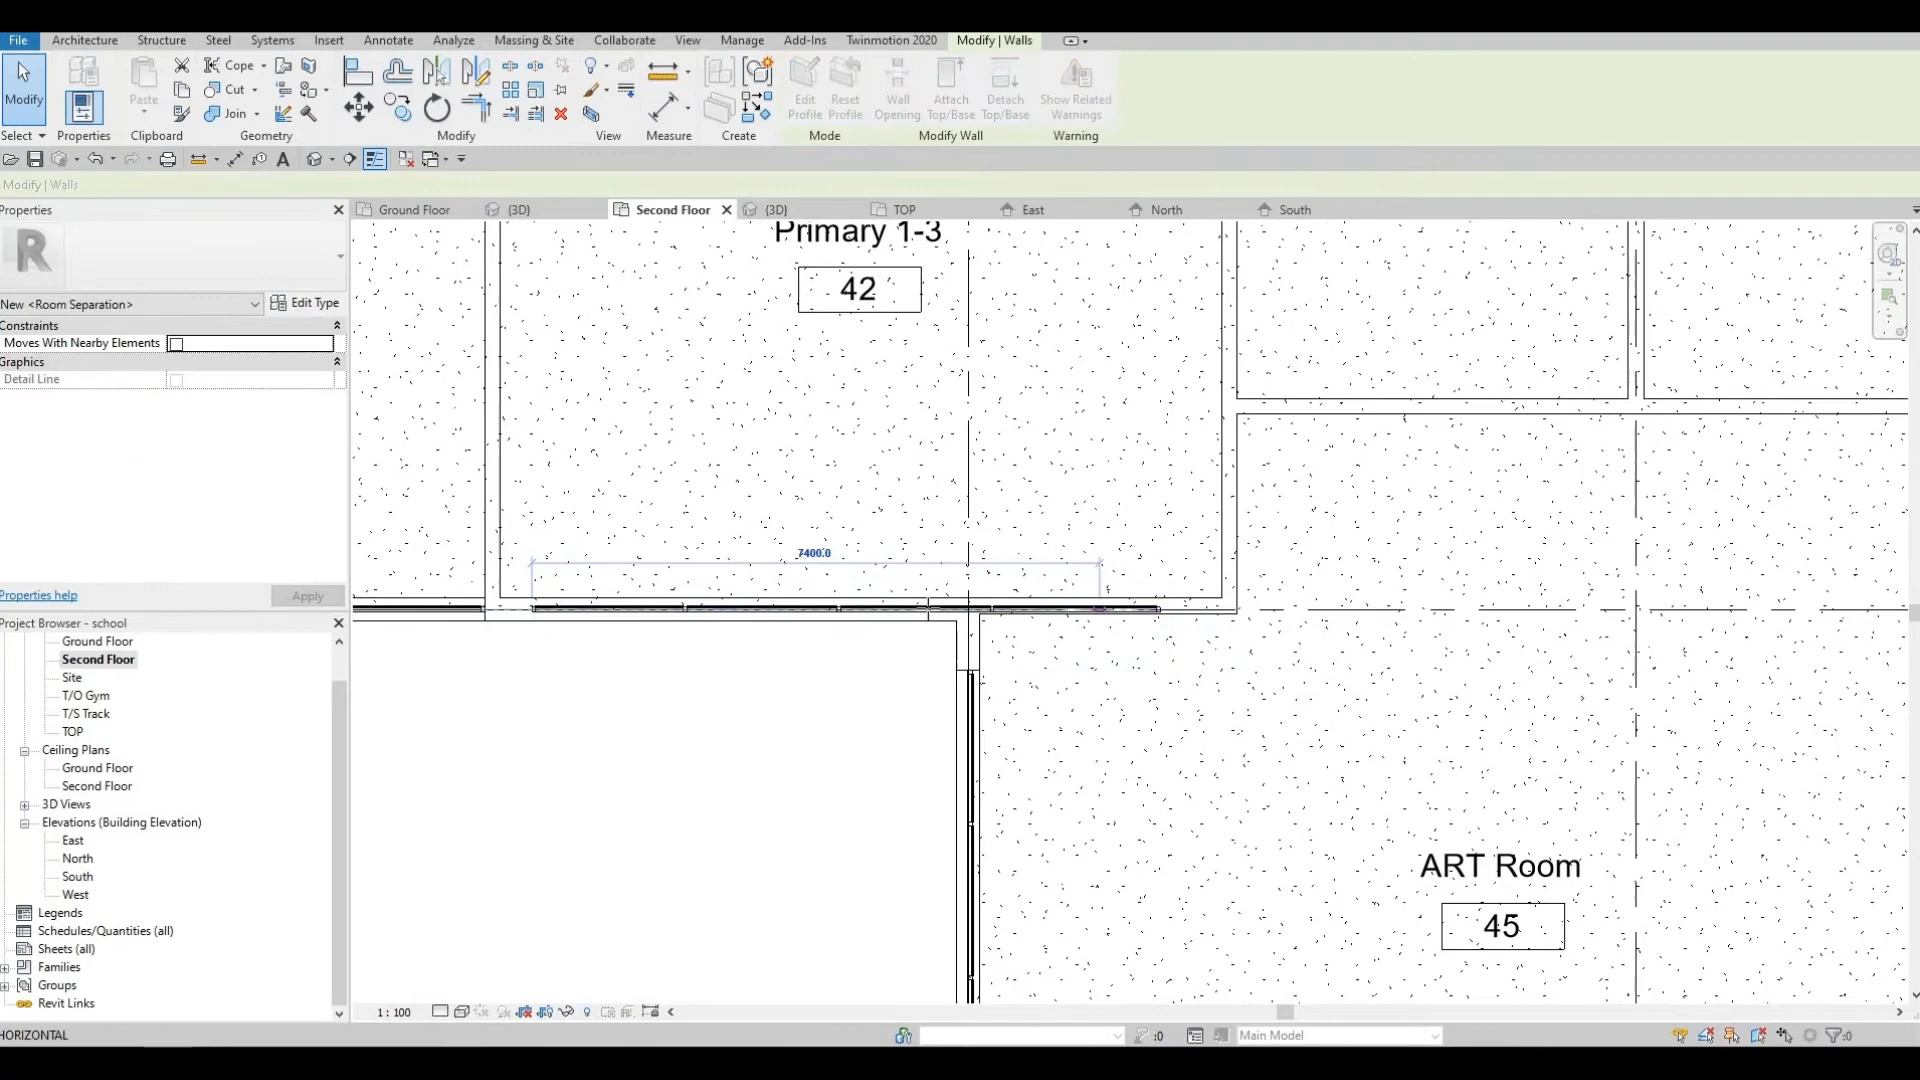 File Architecture Structure Steel Systems Insert Annotate Analyze Massing & Site Collaborate View Manage Add-Ins Twinmotion 2020 Modify | Walls
Modify
Select
Properties
Paste
Clipboard
Cope
Cut
Join
Geometry
Modify
View
Measure
Create
Edit Profile
Reset Profile
Mode
Wall Opening
Attach Top/Base
Detach Top/Base
Modify Wall
Show Related Warnings
Warning
Modify | Walls
Properties
R
New <Room Separation>
Edit Type
Constraints
Moves With Nearby Elements
Graphics
Detail Line
Properties help
Apply
Project Browser - school
Ground Floor
Second Floor
Site
T/O Gym
T/S Track
TOP
Ceiling Plans
Ground Floor
Second Floor
3D Views
Elevations (Building Elevation)
East
North
South
West
Legends
Schedules/Quantities (all)
Sheets (all)
Families
Groups
Revit Links
HORIZONTAL
Ground Floor {3D} Second Floor {3D} TOP East North South
Primary 1-3
42
7400.0
ART Room
45
2D
1 : 100
:0
Main Model
:0